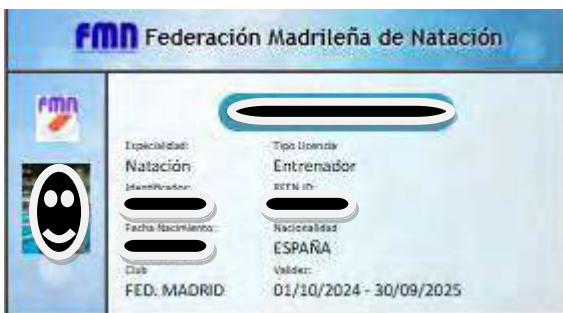 FMN Federación Madrileña de Natación
FMN
Especialidad: Tipo Licencia
Natación Entrenador
Identificador: RFEN ID:
Fecha Nacimiento: Nacionalidad
ESPAÑA
Club Validez:
FED. MADRID 01/10/2024 - 30/09/2025